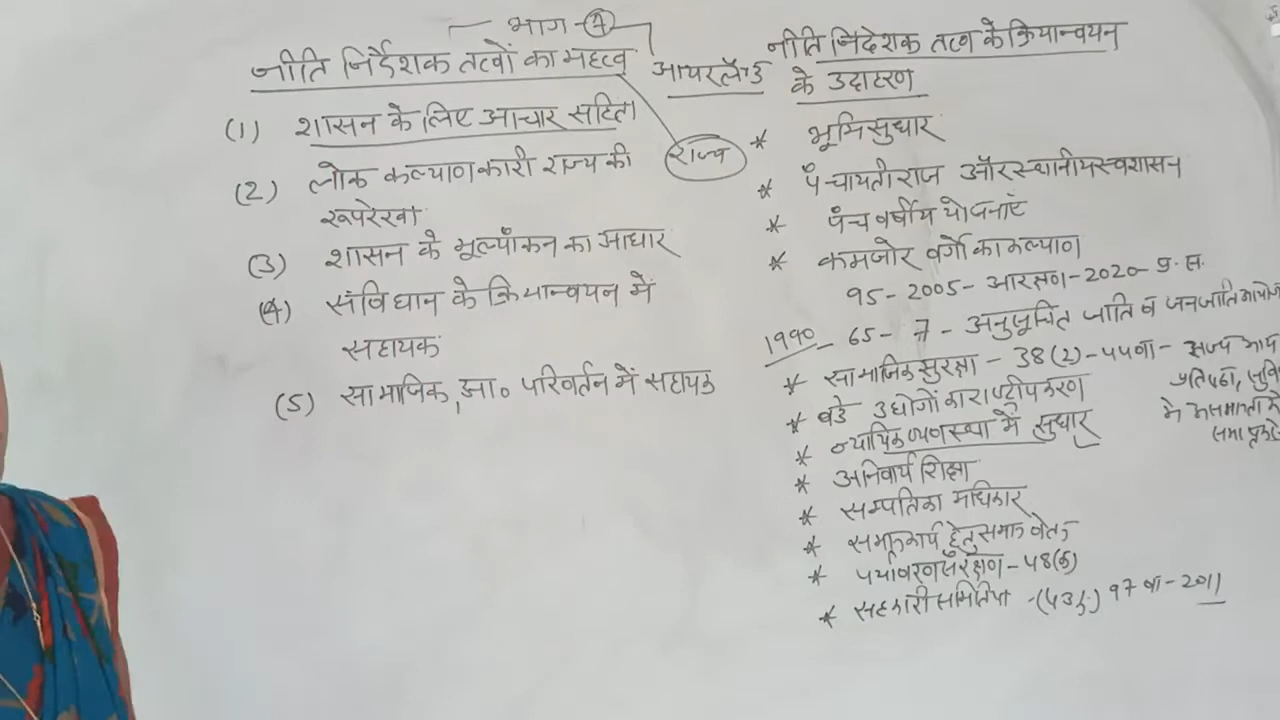 भाग-4
नीति निर्देशक तत्वों का महत्व
(1) शासन के लिए आचार संहिता
(2) लोक कल्याणकारी राज्य की
रूपरेखा
(3) शासन के मूल्यांकन का आधार
(4) संविधान के क्रियान्वयन में
सहायक
(5) सामाजिक, आ० परिवर्तन में सहायक
आयरलैण्ड
राज्य
नीति निदेशक तत्व के क्रियान्वयन
के उदाहरण
* भूमि सुधार
* पंचायती राज और स्थानीय स्वशासन
* पंच वर्षीय योजनाएं
* कमजोर वर्गो का कल्याण
95-2005-आरक्षण-2020-
1990 - 65- - अनुसूचित जाति व जनजाति आयोग
* सामाजिक सुरक्षा - 38(2)-44वा- राज्य आय
प्रतिष्ठा, सुवि
में असमानता
* बडे उद्योगों का राष्ट्रीयकरण
* न्यायिक व्यवस्था में सुधार
* अनिवार्य शिक्षा
* सम्पति का अधिकार
* समान कार्य हेतु समान वेतन
* पर्यावरण संरक्षण - 48(क)
* सहकारी समितिया - (43ख) 97 वा-2011